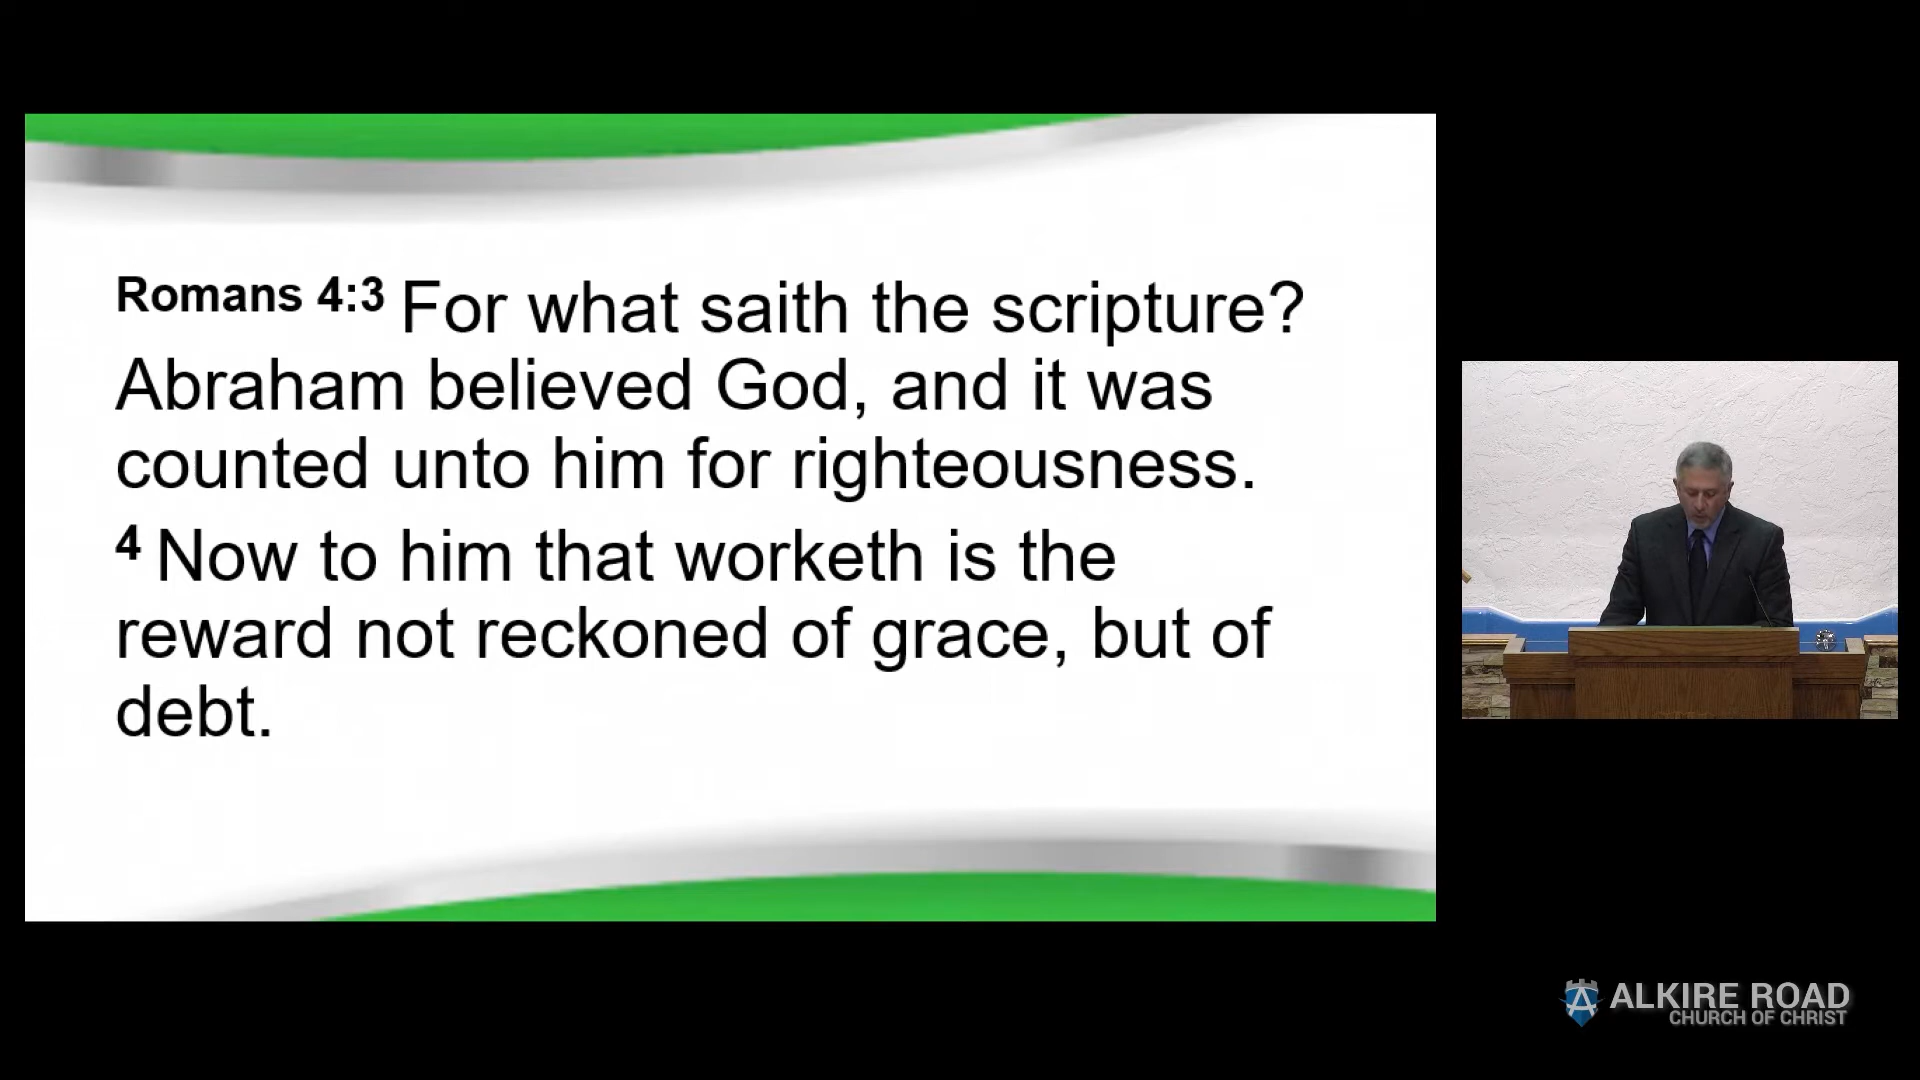 Romans 4:3 For what saith the scripture?
Abraham believed God, and it was
counted unto him for righteousness.
4 Now to him that worketh is the
reward not reckoned of grace, but of
debt.
ALKIRE ROAD
CHURCH OF CHRIST